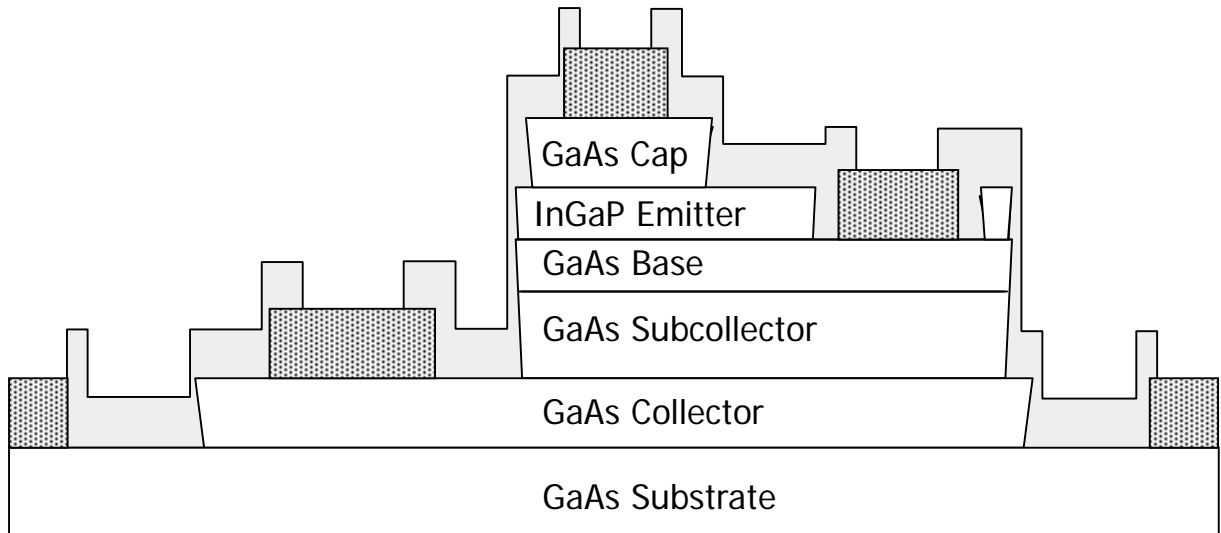 GaAs Cap
InGaP Emitter
GaAs Base
GaAs Subcollector
GaAs Collector
GaAs Substrate